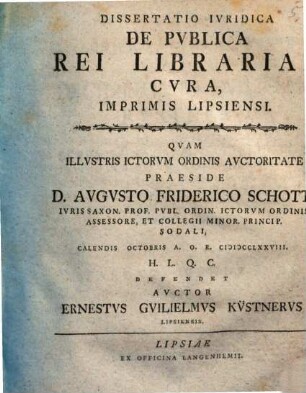 DISSERTATIO IVRIDICA
DE PVBLICA
REI LIBRARIA
CVRA,
IMPRIMIS LIPSIENSI.
QVAM
ILLVSTRIS ICTORVM ORDINIS AVCTORITATE
PRAESIDE
D. AVGVSTO FRIDERICO SCHOTT
IVRIS SAXON. PROF. PVBL. ORDIN. ICTORVM ORDINIS
ASSESSORE, ET COLLEGII MINOR. PRINCIP.
SODALI,
CALENDIS OCTOBRIS A. O. R. CIƆIƆCCLXXVIII.
H. L. Q. C.
DEFENDET
AVCTOR
ERNESTVS GVILIELMVS KÜSTNERVS
LIPSIENSIS.
LIPSIAE
EX OFFICINA LANGENHEMII.